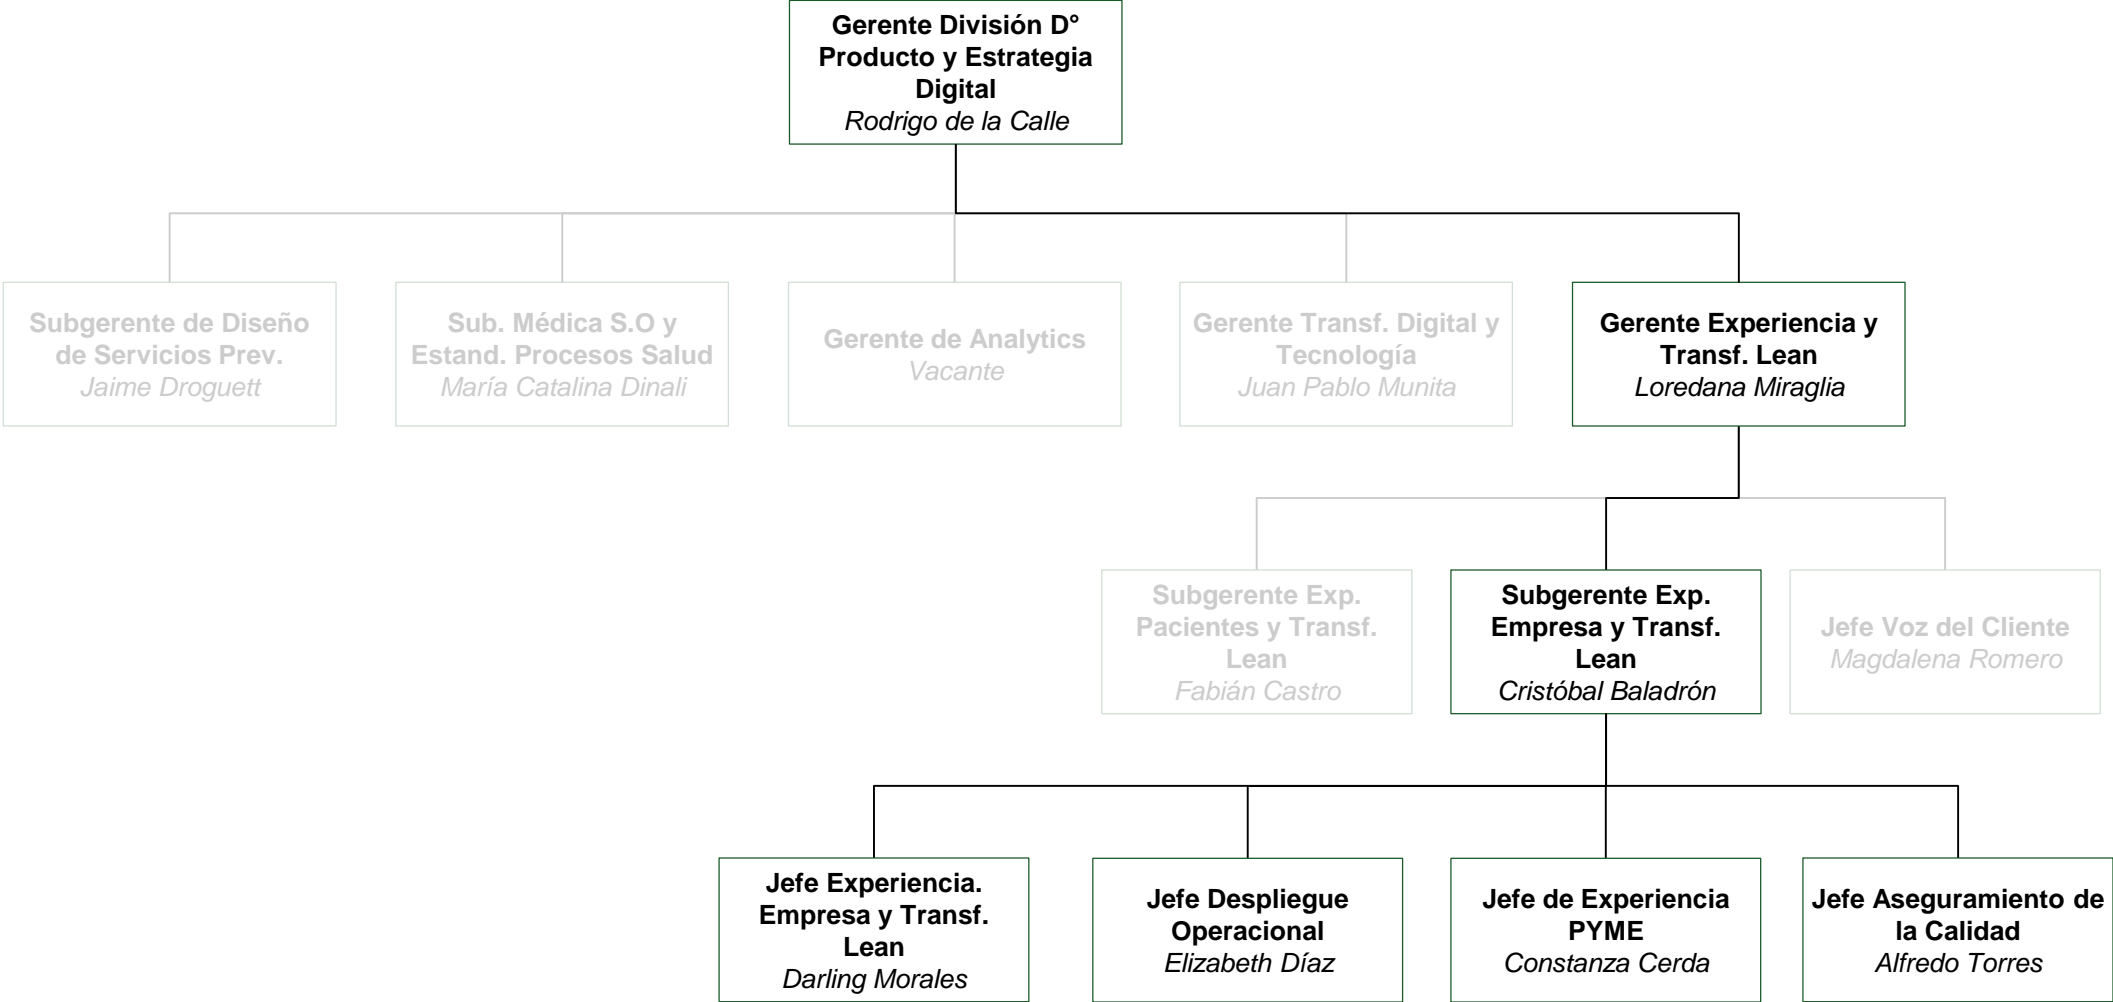 Gerente División D°
Producto y Estrategia
Digital
Rodrigo de la Calle
Subgerente de Diseño
de Servicios Prev.
Jaime Droguett
Sub. Médica S.O y
Estand. Procesos Salud
María Catalina Dinali
Gerente de Analytics
Vacante
Gerente Transf. Digital y
Tecnología
Juan Pablo Munita
Gerente Experiencia y
Transf. Lean
Loredana Miraglia
Subgerente Exp.
Pacientes y Transf.
Lean
Fabián Castro
Subgerente Exp.
Empresa y Transf.
Lean
Cristóbal Baladrón
Jefe Voz del Cliente
Magdalena Romero
Jefe Experiencia.
Empresa y Transf.
Lean
Darling Morales
Jefe Despliegue
Operacional
Elizabeth Díaz
Jefe de Experiencia
PYME
Constanza Cerda
Jefe Aseguramiento de
la Calidad
Alfredo Torres